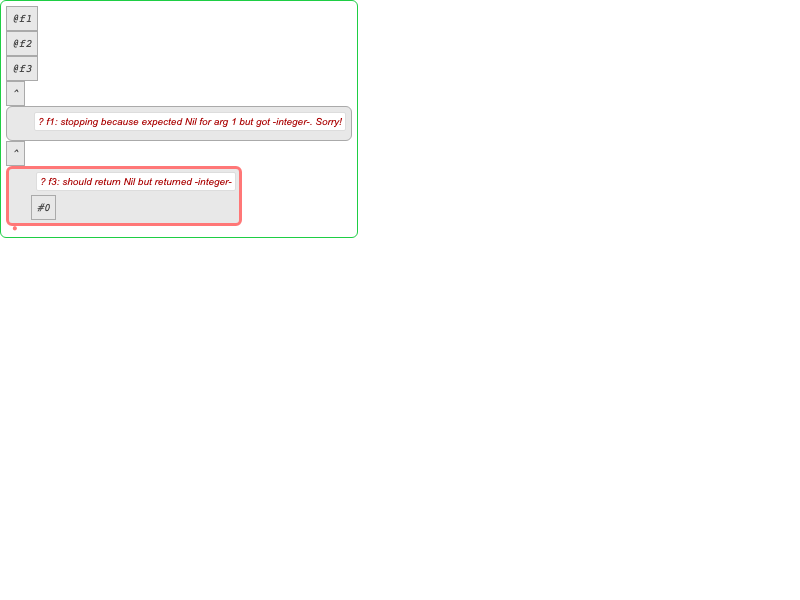 @f1
@f2
@f3
^
? f1: stopping because expected Nil for arg 1 but got -integer-. Sorry!
^
? f3: should return Nil but returned -integer-
#0